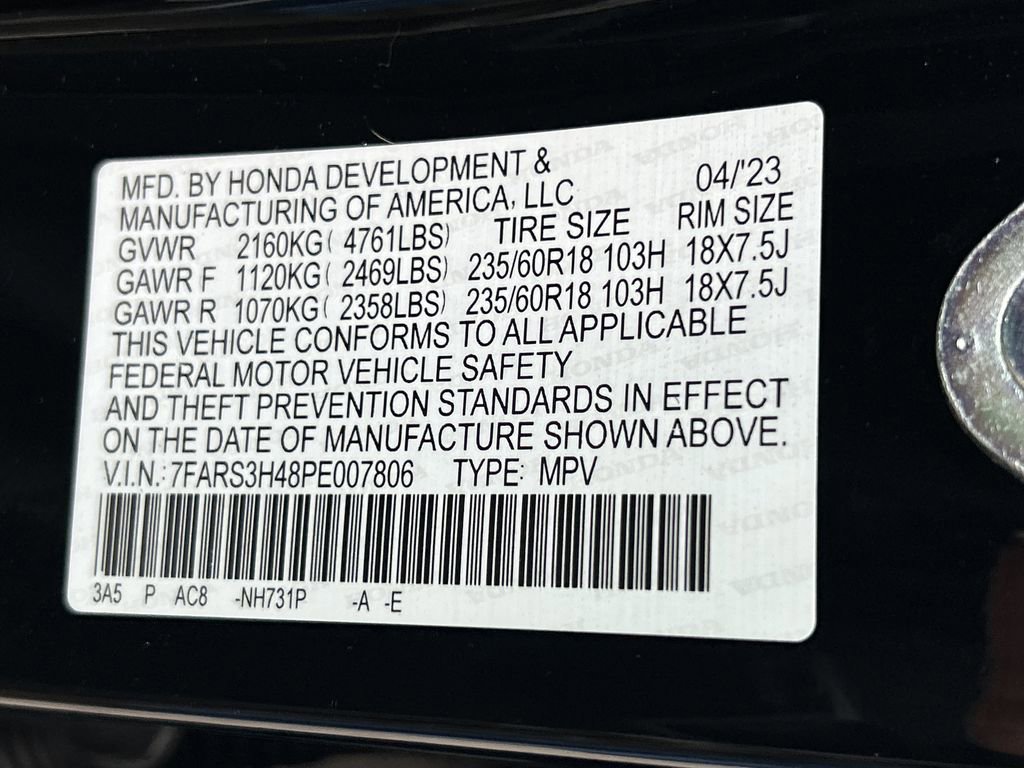 MFD. BY HONDA DEVELOPMENT &
MANUFACTURING OF AMERICA, LLC 04/'23
GVWR 2160KG( 4761LBS) TIRE SIZE RIM SIZE
GAWR F 1120KG( 2469LBS) 235/60R18 103H 18X7.5J
GAWR R 1070KG( 2358LBS) 235/60R18 103H 18X7.5J
THIS VEHICLE CONFORMS TO ALL APPLICABLE
FEDERAL MOTOR VEHICLE SAFETY
AND THEFT PREVENTION STANDARDS IN EFFECT
ON THE DATE OF MANUFACTURE SHOWN ABOVE.
V.I.N.: 7FARS3H48PE007806 TYPE: MPV
3A5 P AC8 -NH731P -A -E